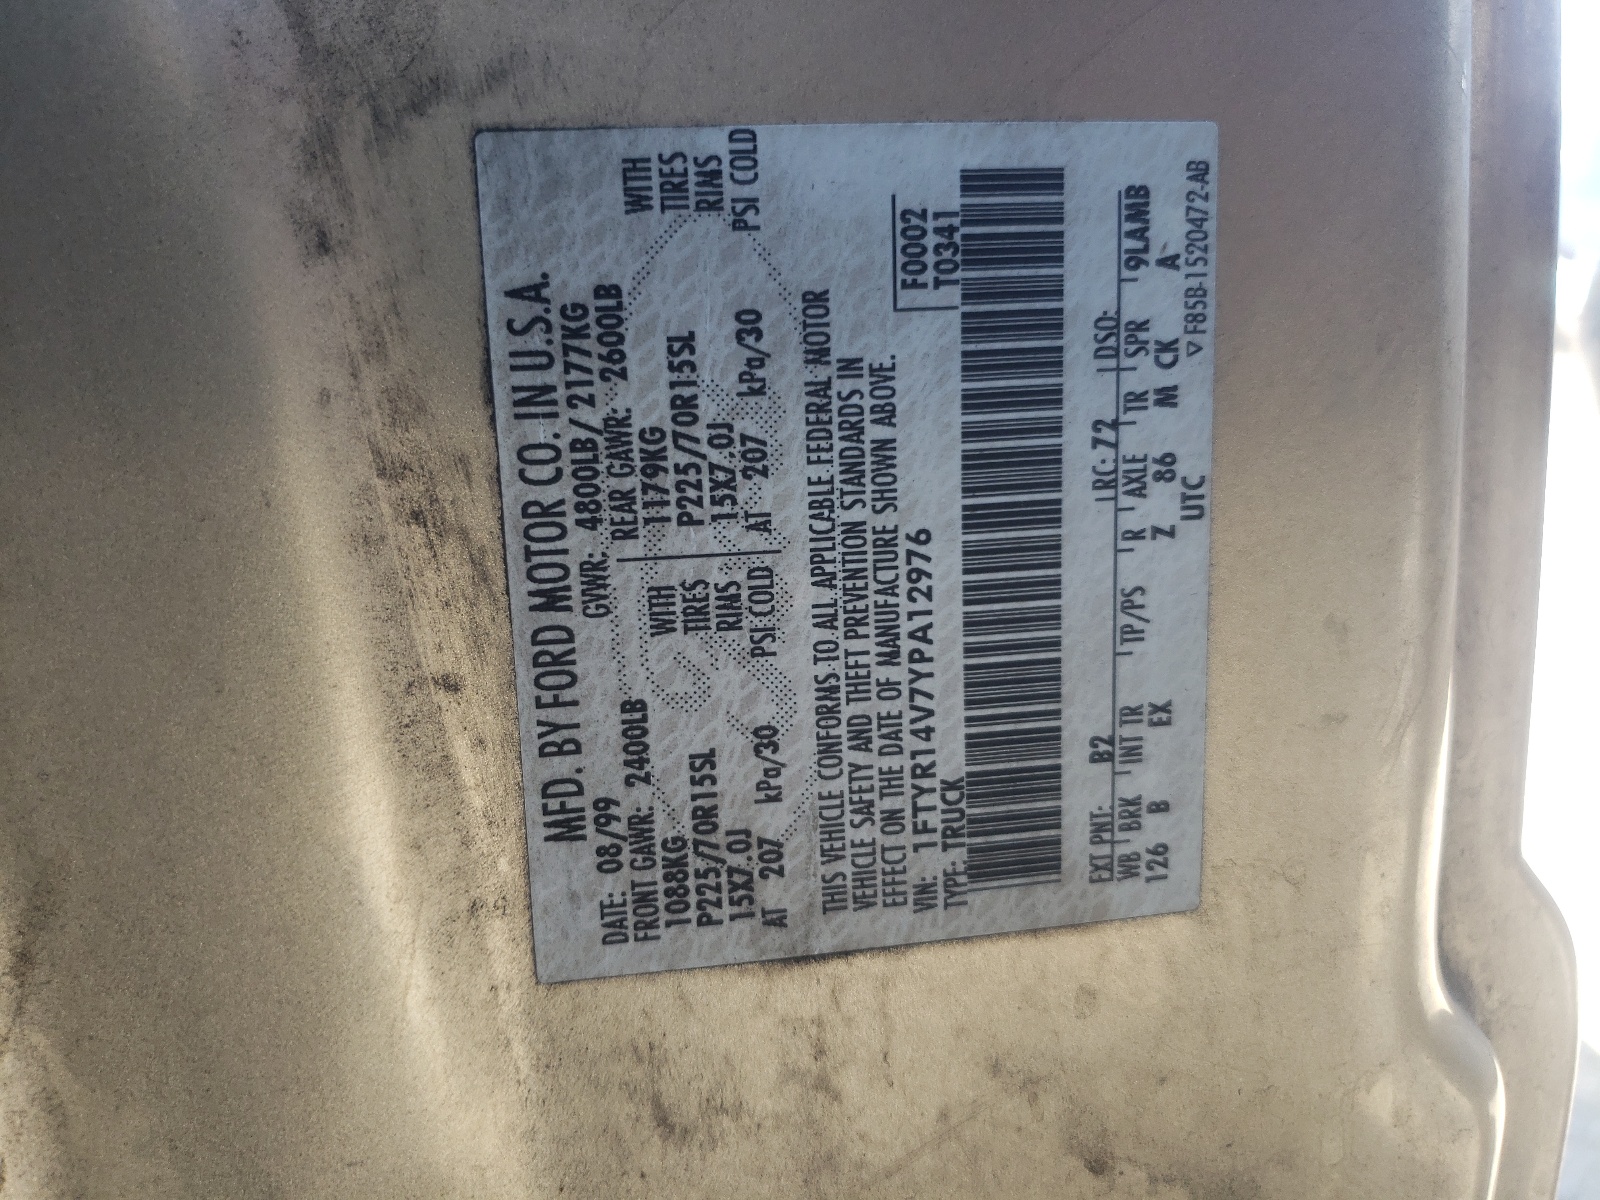 MFD. BY FORD MOTOR CO. IN U.S.A.
DATE: 08/99 GVWR: 4800LB/ 2177KG
FRONT GAWR: 2400LB REAR GAWR: 2600LB
1088KG WITH 1179KG WITH
P225/70R15SL TIRES P225/70R15SL TIRES
15X7.0J RIMS 15X7.0J RIMS
AT 207 kPa/30 PSI COLD AT 207 kPa/30 PSI COLD
THIS VEHICLE CONFORMS TO ALL APPLICABLE FEDERAL MOTOR
VEHICLE SAFETY AND THEFT PREVENTION STANDARDS IN
EFFECT ON THE DATE OF MANUFACTURE SHOWN ABOVE.
VIN: 1FTYR14V7YPA12976 F0002
TYPE: TRUCK T0341
EXT PNT: B2 RC: 72 DSO:
WB BRK INT TR TP/PS R AXLE TR SPR 9LAMB
126 B EX Z 86 M CK A
UTC ▽F85B-1520472-AB